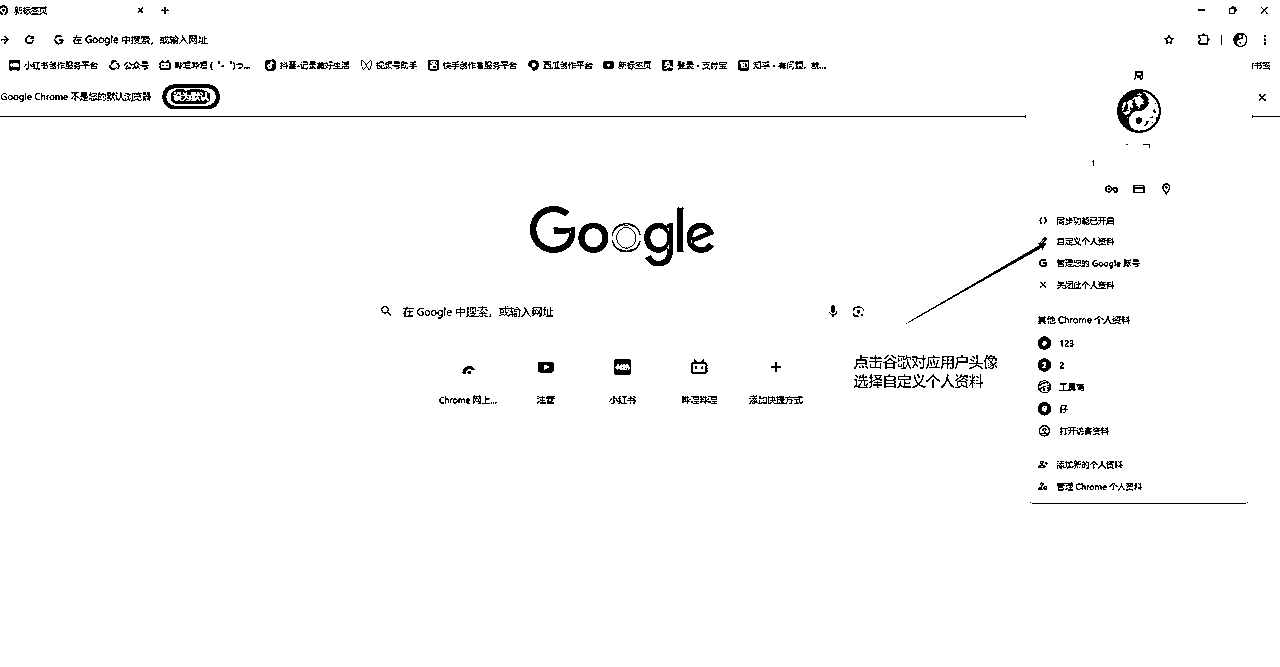 新标签页
在 Google 中搜索，或输入网址
小红书创作服务平台 公众号 哔哩哔哩 ( ゜- ゜)つ... 抖音-记录美好生活 视频号助手 快手创作者服务平台 西瓜创作平台 新标签页 登录 - 支付宝 知乎 - 有问题，就...
Google Chrome 不是您的默认浏览器 设为默认
周
同步功能已开启
自定义个人资料
管理您的 Google 账号
关闭此个人资料
其他 Chrome 个人资料
123
2
仔
打开访客资料
添加新的个人资料
管理 Chrome 个人资料
Google
在 Google 中搜索，或输入网址
Chrome 网上... 小红书 哔哩哔哩 添加快捷方式
点击谷歌对应用户头像
选择自定义个人资料